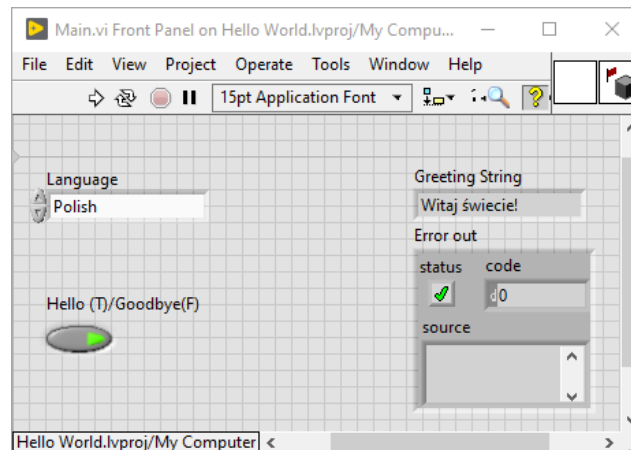 Main.vi Front Panel on Hello World.lvproj/My Compu...
File Edit View Project Operate Tools Window Help
15pt Application Font
Language
Polish
Greeting String
Witaj świecie!
Error out
status code
d 0
Hello (T)/Goodbye(F)
source
Hello World.lvproj/My Computer